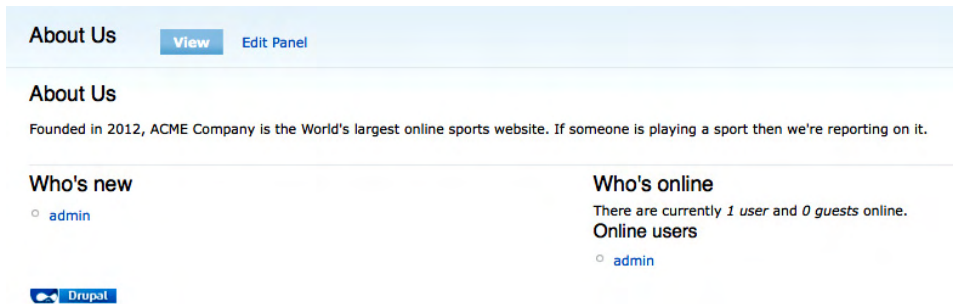 About Us
View Edit Panel
About Us
Founded in 2012, ACME Company is the World's largest online sports website. If someone is playing a sport then we're reporting on it.
Who's new
admin
Who's online
There are currently 1 user and 0 guests online.
Online users
admin
Drupal